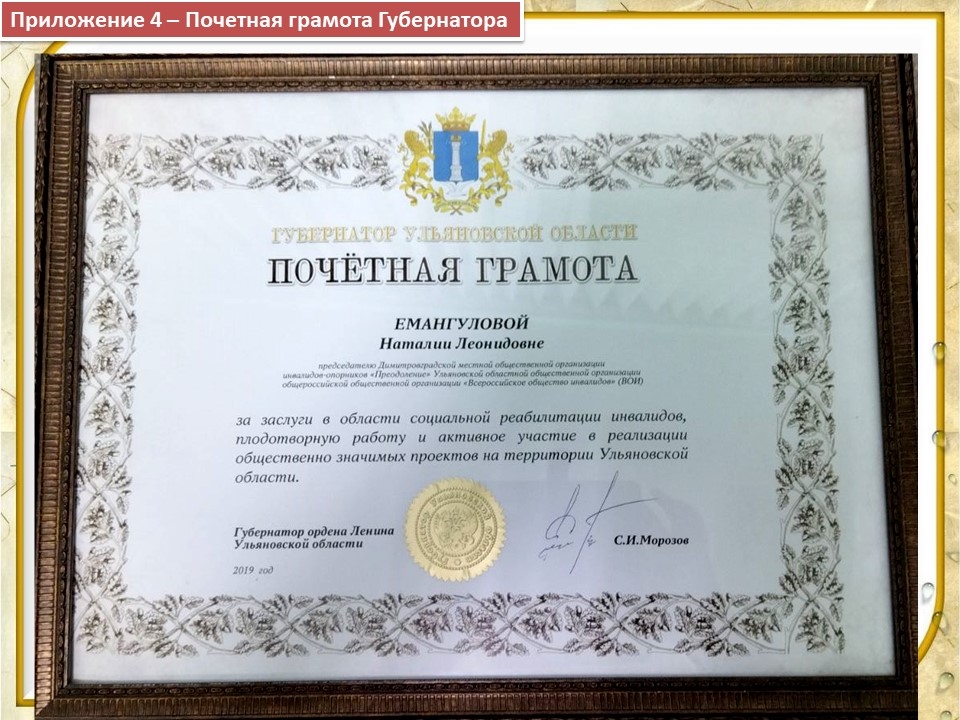 Приложение 4 – Почетная грамота Губернатора
ГУБЕРНАТОР УЛЬЯНОВСКОЙ ОБЛАСТИ
ПОЧЁТНАЯ ГРАМОТА
ЕМАНГУЛОВОЙ
Наталии Леонидовне
председателю Димитровградской местной общественной организации
инвалидов-опорников «Преодоление» Ульяновской областной общественной организации
общероссийской общественной организации «Всероссийское общество инвалидов» (ВОИ)
за заслуги в области социальной реабилитации инвалидов,
плодотворную работу и активное участие в реализации
общественно значимых проектов на территории Ульяновской
области.
Губернатор ордена Ленина
Ульяновской области
С.И.Морозов
2019 год